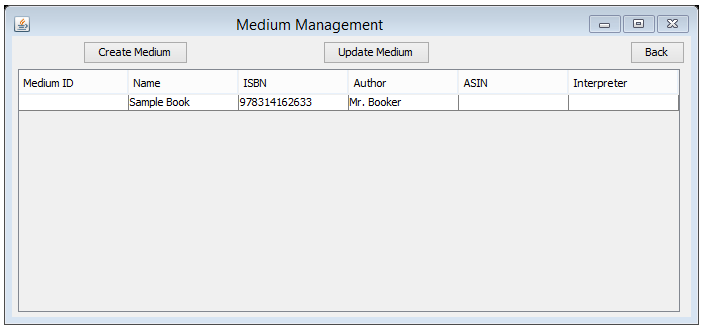 Medium Management
Create Medium Update Medium Back
Medium ID Name ISBN Author ASIN Interpreter
Sample Book 978314162633 Mr. Booker